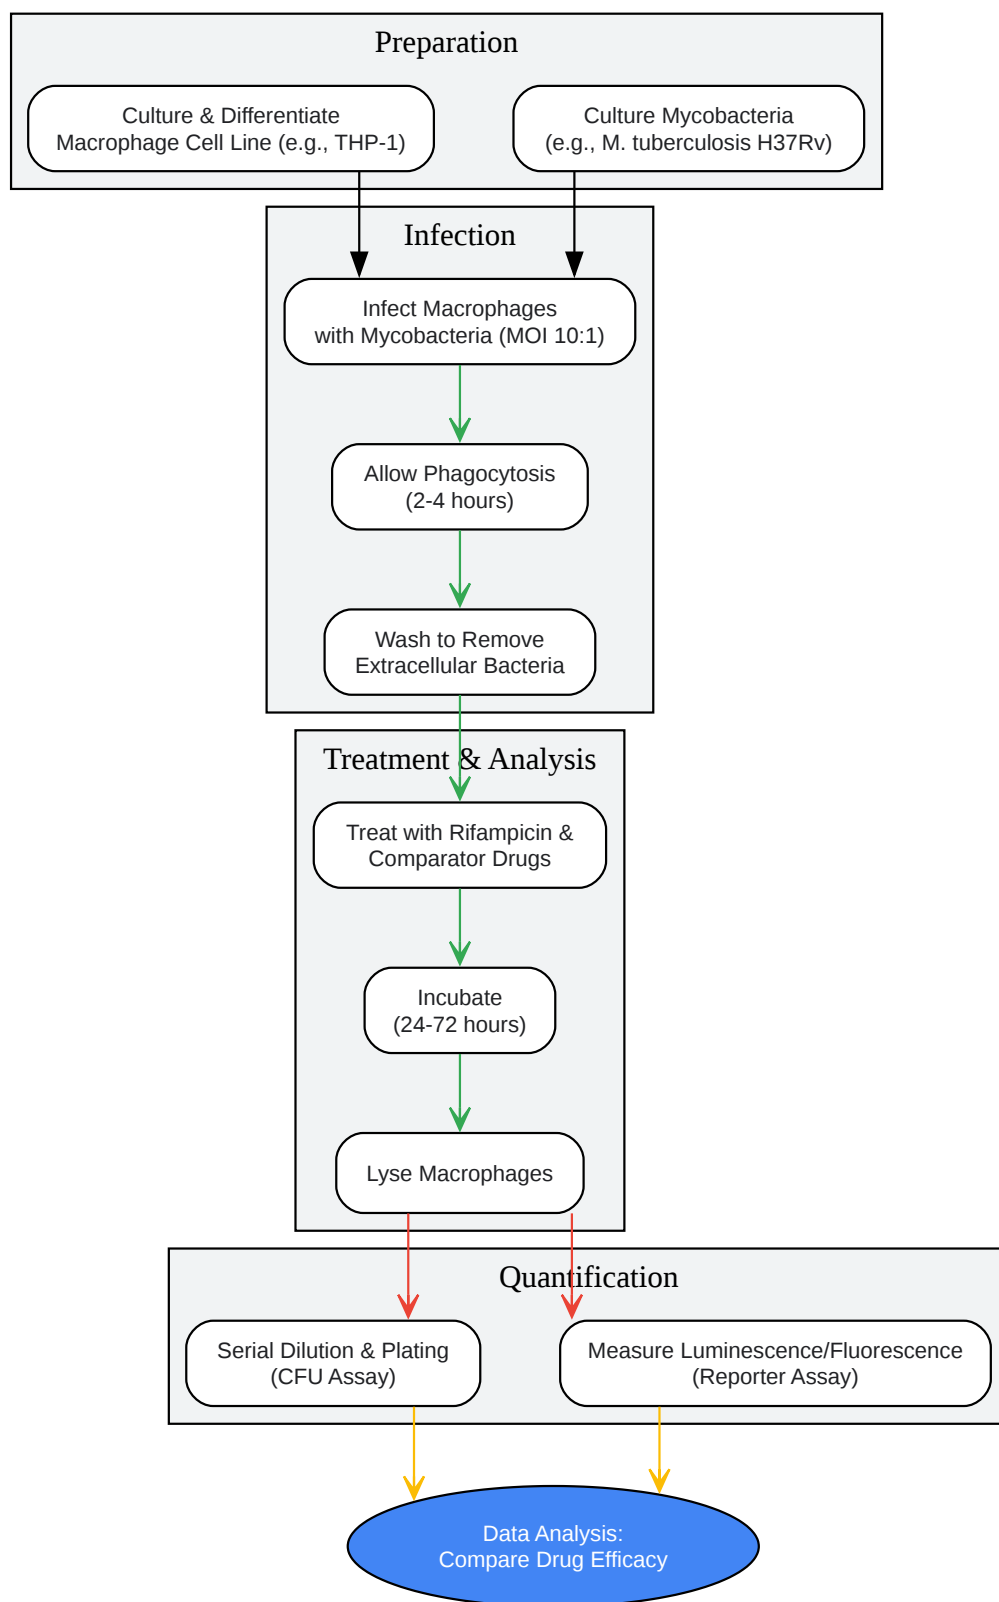 Preparation
Culture & Differentiate
Macrophage Cell Line (e.g., THP-1)
Culture Mycobacteria
(e.g., M. tuberculosis H37Rv)
Infection
Infect Macrophages
with Mycobacteria (MOI 10:1)
Allow Phagocytosis
(2-4 hours)
Wash to Remove
Extracellular Bacteria
Treatment & Analysis
Treat with Rifampicin &
Comparator Drugs
Incubate
(24-72 hours)
Lyse Macrophages
Quantification
Serial Dilution & Plating
(CFU Assay)
Measure Luminescence/Fluorescence
(Reporter Assay)
Data Analysis:
Compare Drug Efficacy